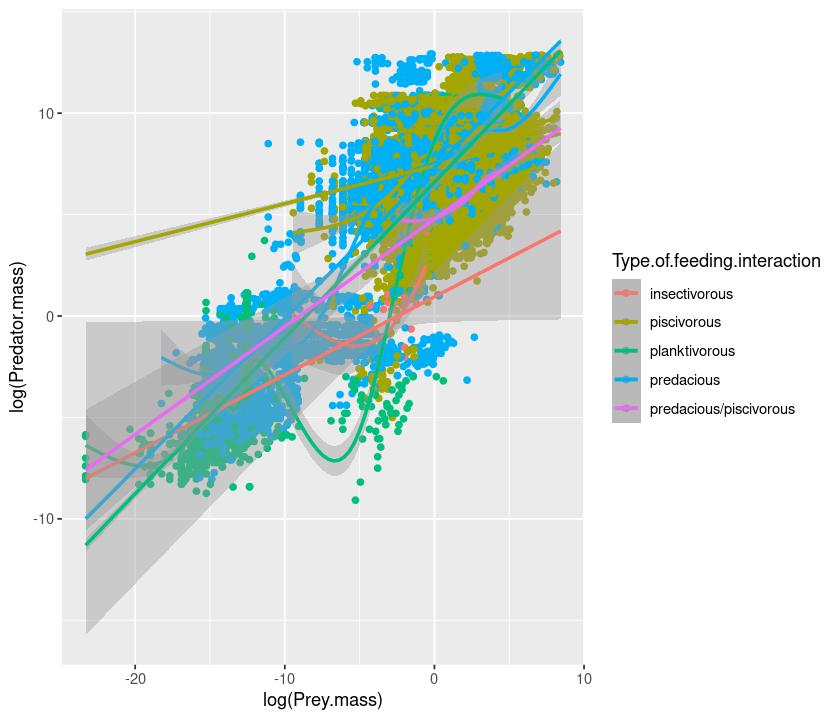 10
0
-10
-20
-10
0
10
log(Prey.mass)
log(Predator.mass)
Type.of.feeding.interaction
insectivorous
piscivorous
planktivorous
predacious
predacious/piscivorous